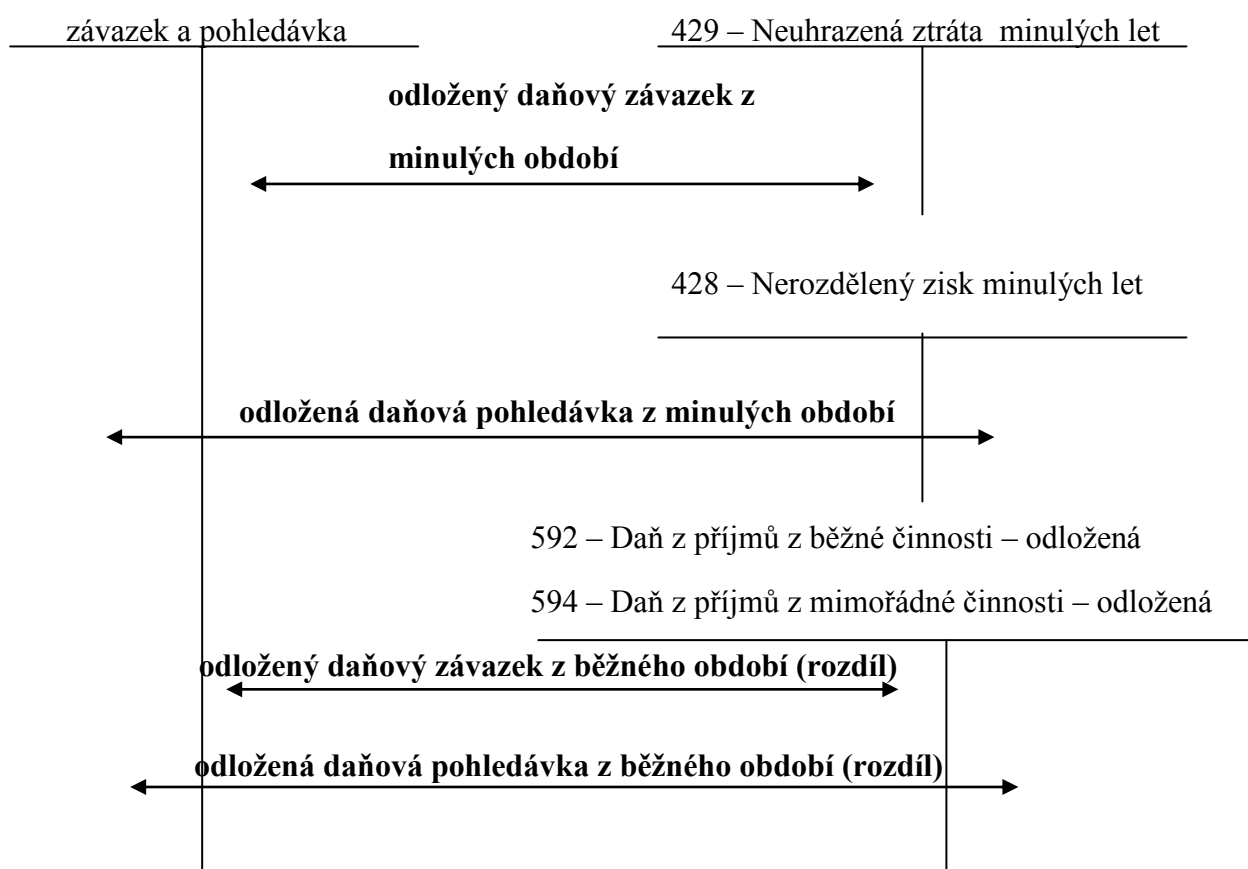 závazek a pohledávka
429 – Neuhrazená ztráta minulých let
odložený daňový závazek z
minulých období
428 – Nerozdělený zisk minulých let
odložená daňová pohledávka z minulých období
592 – Daň z příjmů z běžné činnosti – odložená
594 – Daň z příjmů z mimořádné činnosti – odložená
odložený daňový závazek z běžného období (rozdíl)
odložená daňová pohledávka z běžného období (rozdíl)